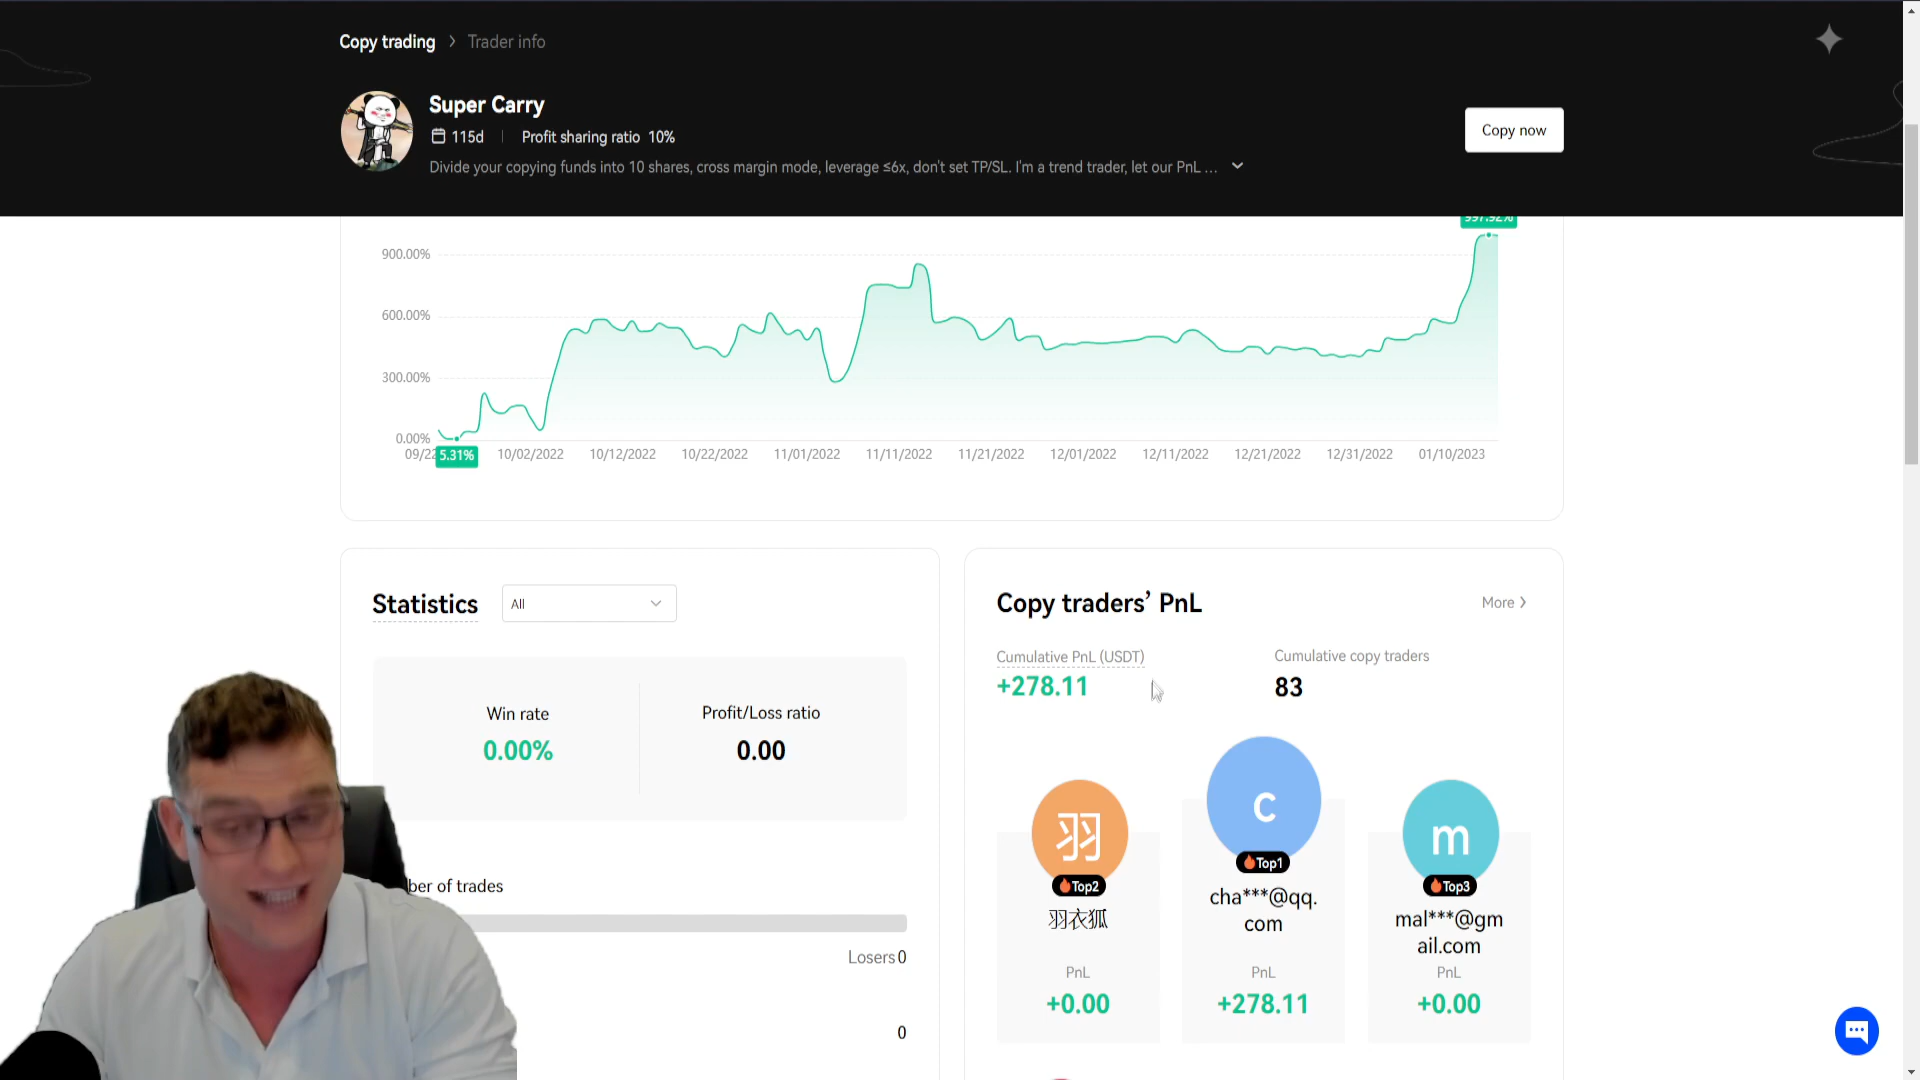 Copy trading > Trader info
Super Carry
115d | Profit sharing ratio 10%
Divide your copying funds into 10 shares, cross margin mode, leverage ≤6x, don't set TP/SL. I'm a trend trader, let our PnL ...
Copy now
997.92%
900.00%
600.00%
300.00%
0.00%
5.31%
09/22
10/02/2022
10/12/2022
10/22/2022
11/01/2022
11/11/2022
11/21/2022
12/01/2022
12/11/2022
12/21/2022
12/31/2022
01/10/2023
Statistics
All
Win rate
0.00%
Profit/Loss ratio
0.00
ber of trades
Losers 0
0
Copy traders' PnL
More >
Cumulative PnL (USDT)
+278.11
Cumulative copy traders
83
羽
Top2
羽衣狐
PnL
+0.00
c
Top1
cha***@qq.
com
PnL
+278.11
m
Top3
mal***@gm
ail.com
PnL
+0.00